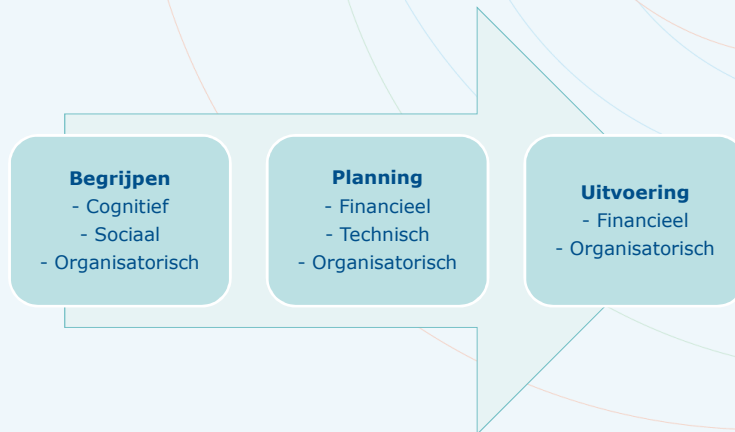 Begrijpen
- Cognitief
- Sociaal
- Organisatorisch
Planning
- Financieel
- Technisch
- Organisatorisch
Uitvoering
- Financieel
- Organisatorisch